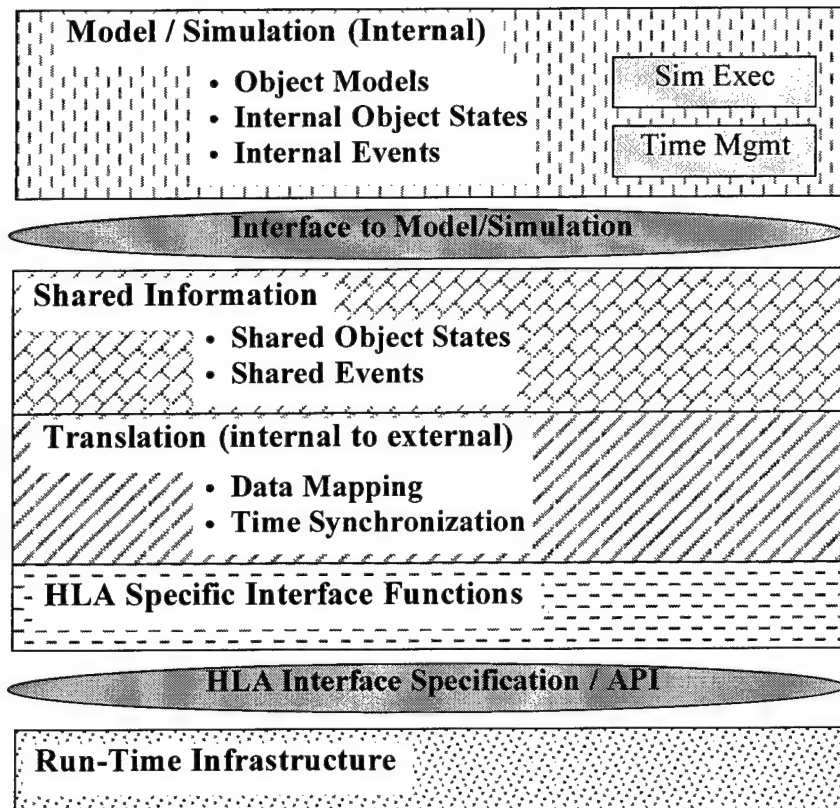 Model / Simulation (Internal)
• Object Models
• Internal Object States
• Internal Events
Sim Exec
Time Mgmt
Interface to Model/Simulation
Shared Information
• Shared Object States
• Shared Events
Translation (internal to external)
• Data Mapping
• Time Synchronization
HLA Specific Interface Functions
HLA Interface Specification / API
Run-Time Infrastructure